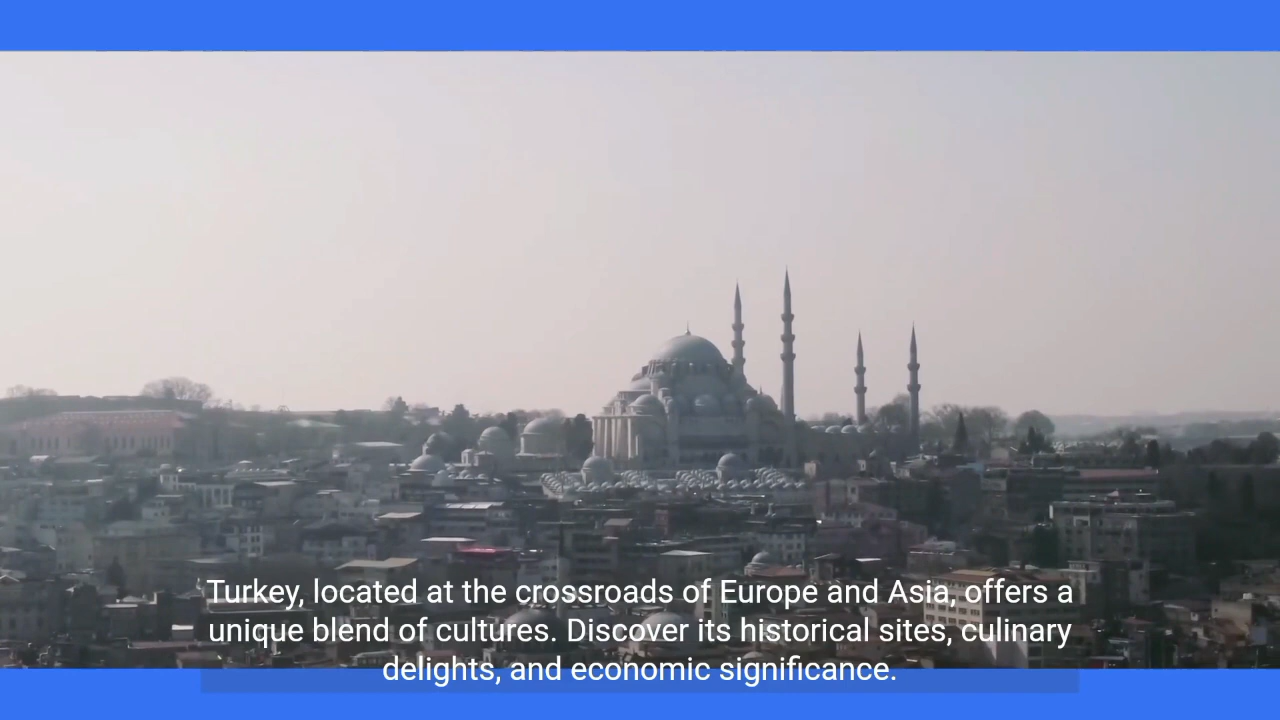 Turkey, located at the crossroads of Europe and Asia, offers a
unique blend of cultures. Discover its historical sites, culinary
delights, and economic significance.